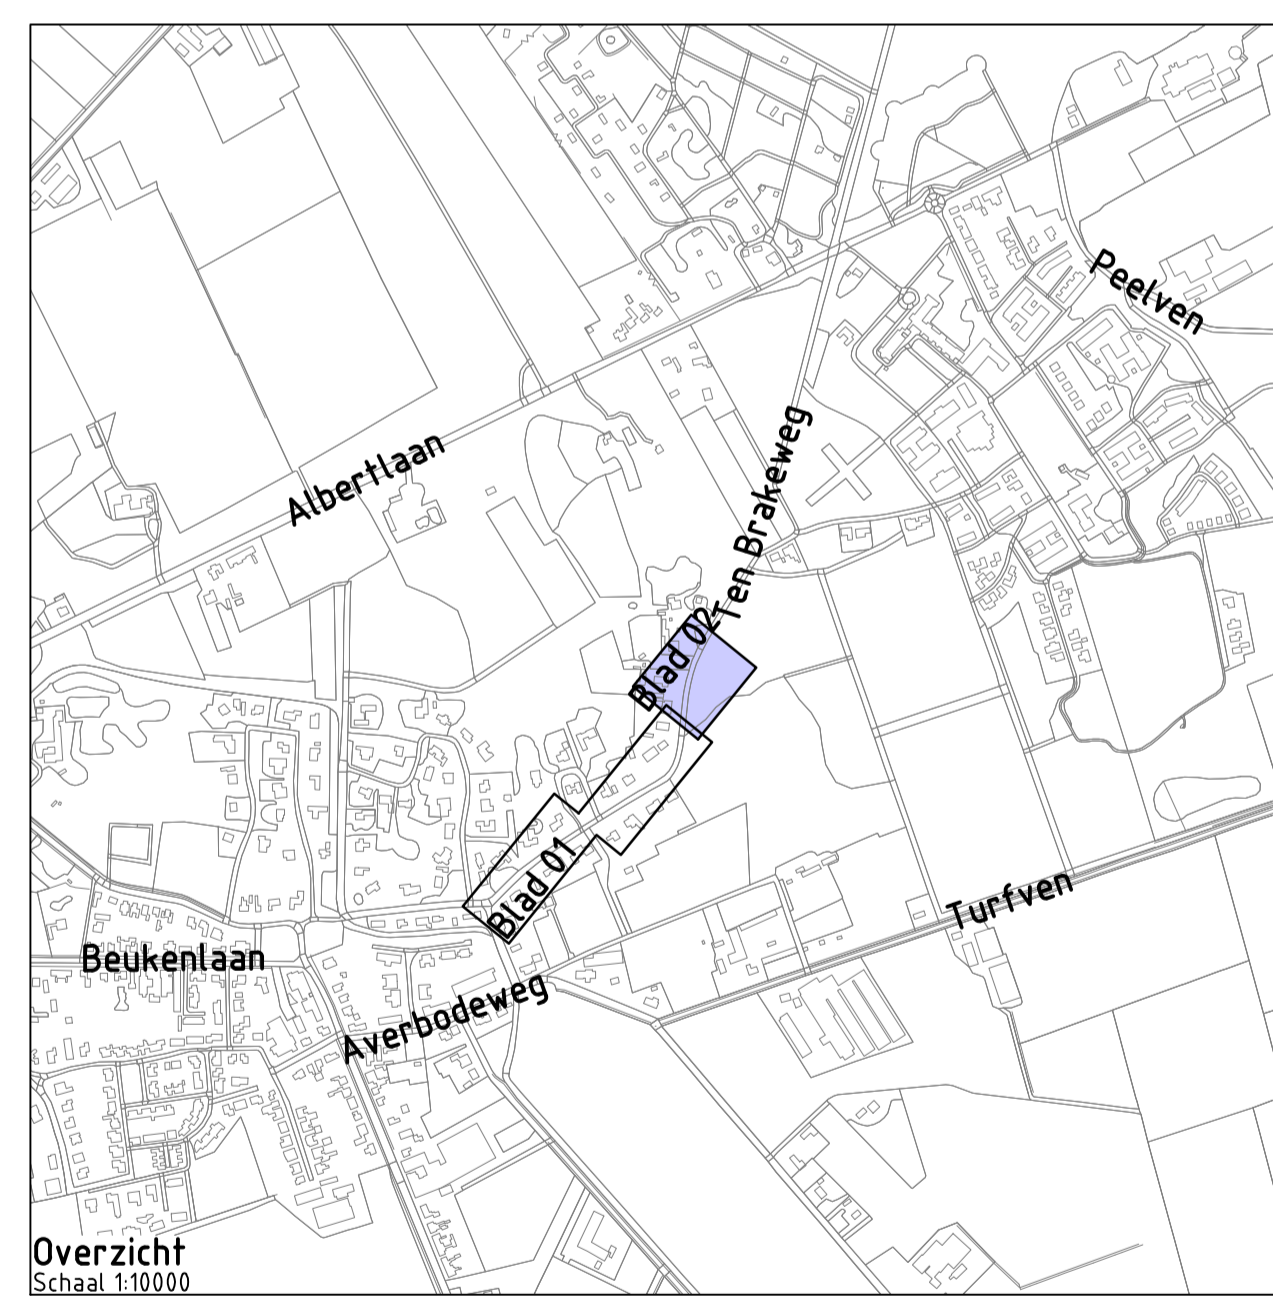 Peelven
Albertlaan
Ten Brakeweg
Blad 02
Blad 01
Turfven
Beukenlaan
Averbodeweg
Overzicht
Schaal 1:10000